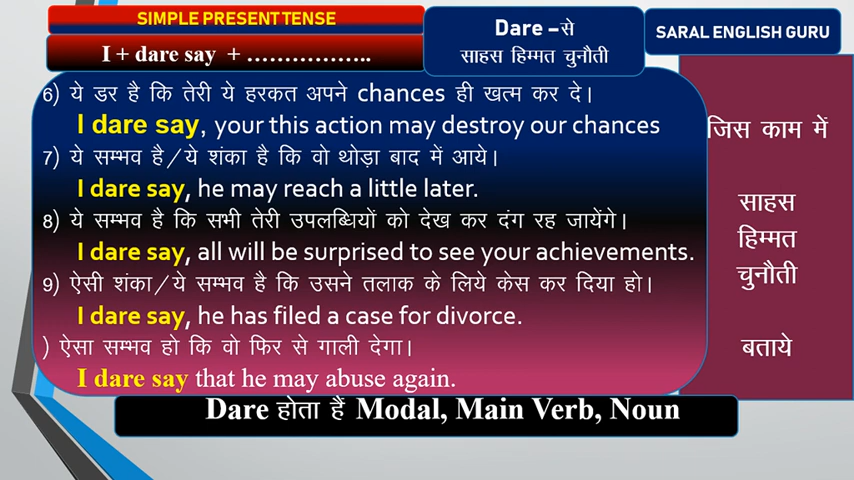 SIMPLE PRESENT TENSE
I + dare say + ……………..
Dare –से
साहस हिम्मत चुनौती
SARAL ENGLISH GURU
6) ये डर है कि तेरी ये हरकत अपने chances ही खत्म कर दे।
I dare say, your this action may destroy our chances
7) ये सम्भव है/ये शंका है कि वो थोड़ा बाद में आये।
I dare say, he may reach a little later.
8) ये सम्भव है कि सभी तेरी उपलब्धियों को देख कर दंग रह जायेंगे।
I dare say, all will be surprised to see your achievements.
9) ऐसी शंका/ये सम्भव है कि उसने तलाक के लिये केस कर दिया हो।
I dare say, he has filed a case for divorce.
) ऐसा सम्भव हो कि वो फिर से गाली देगा।
I dare say that he may abuse again.
जिस काम में
साहस
हिम्मत
चुनौती
बताये
Dare होता हैं Modal, Main Verb, Noun